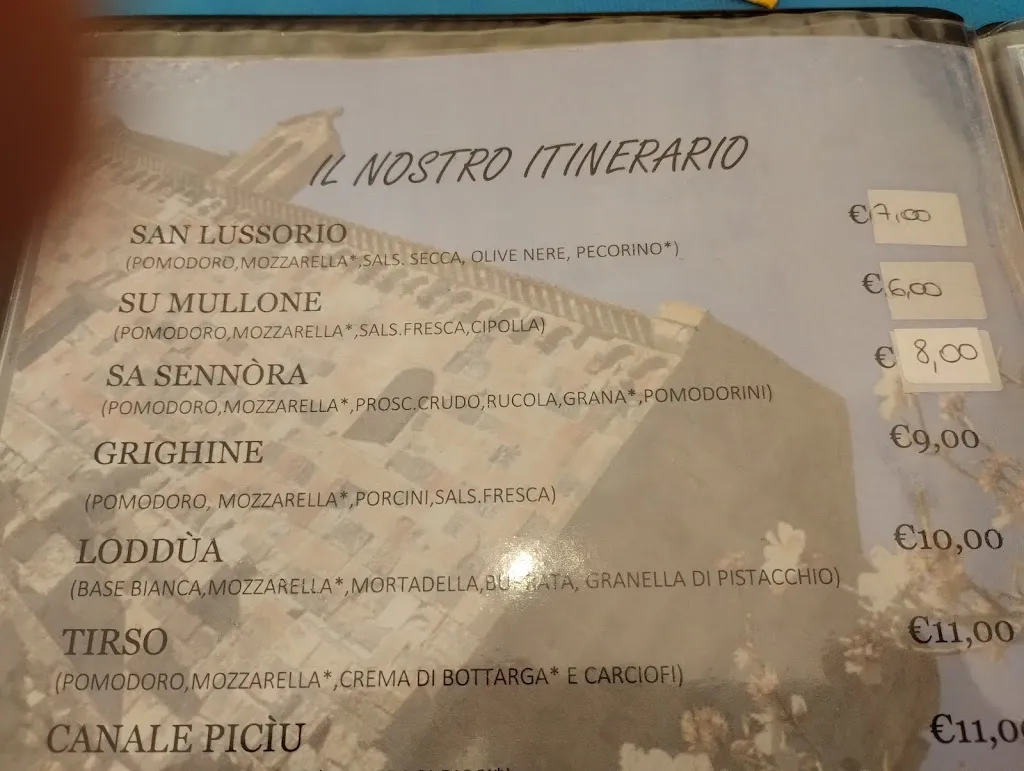 IL NOSTRO ITINERARIO
SAN LUSSORIO €7,00
(POMODORO,MOZZARELLA*,SALS. SECCA, OLIVE NERE, PECORINO*)
SU MULLONE €6,00
(POMODORO,MOZZARELLA*,SALS.FRESCA,CIPOLLA)
SA SENNÒRA € 8,00
(POMODORO,MOZZARELLA*,PROSC.CRUDO,RUCOLA,GRANA*,POMODORINI)
GRIGHINE €9,00
(POMODORO, MOZZARELLA*,PORCINI,SALS.FRESCA)
LODDÙA €10,00
(BASE BIANCA,MOZZARELLA*,MORTADELLA, GRANELLA DI PISTACCHIO)
TIRSO €11,00
(POMODORO,MOZZARELLA*,CREMA DI BOTTARGA* E CARCIOFI)
CANALE PICÌU